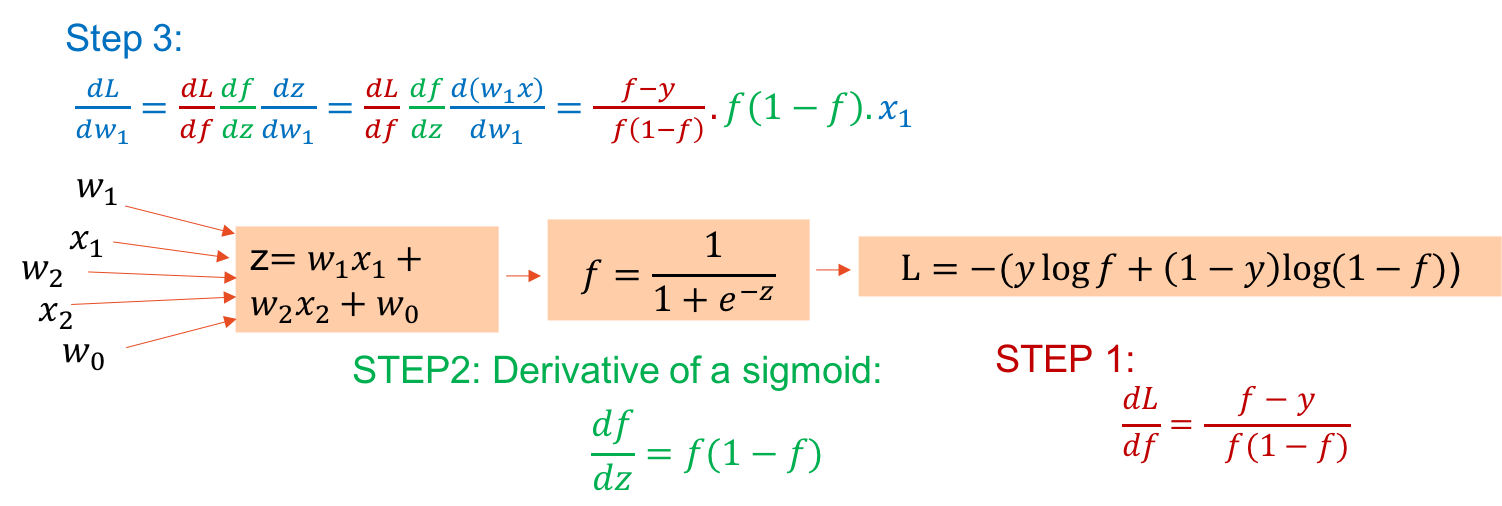 Step 3:
dL/dw₁ = dL/df df/dz dz/dw₁ = dL/df df/dz d(w₁x)/dw₁ = f−y/f(1−f) . f(1 − f). x₁
w₁
x₁
w₂
x₂
w₀
z= w₁x₁ +
w₂x₂ + w₀
f = 1/1 + e⁻ᶻ
L = −(y log f + (1 − y)log(1 − f))
STEP2: Derivative of a sigmoid:
df/dz = f(1 − f)
STEP 1:
dL/df = f − y/f(1 − f)